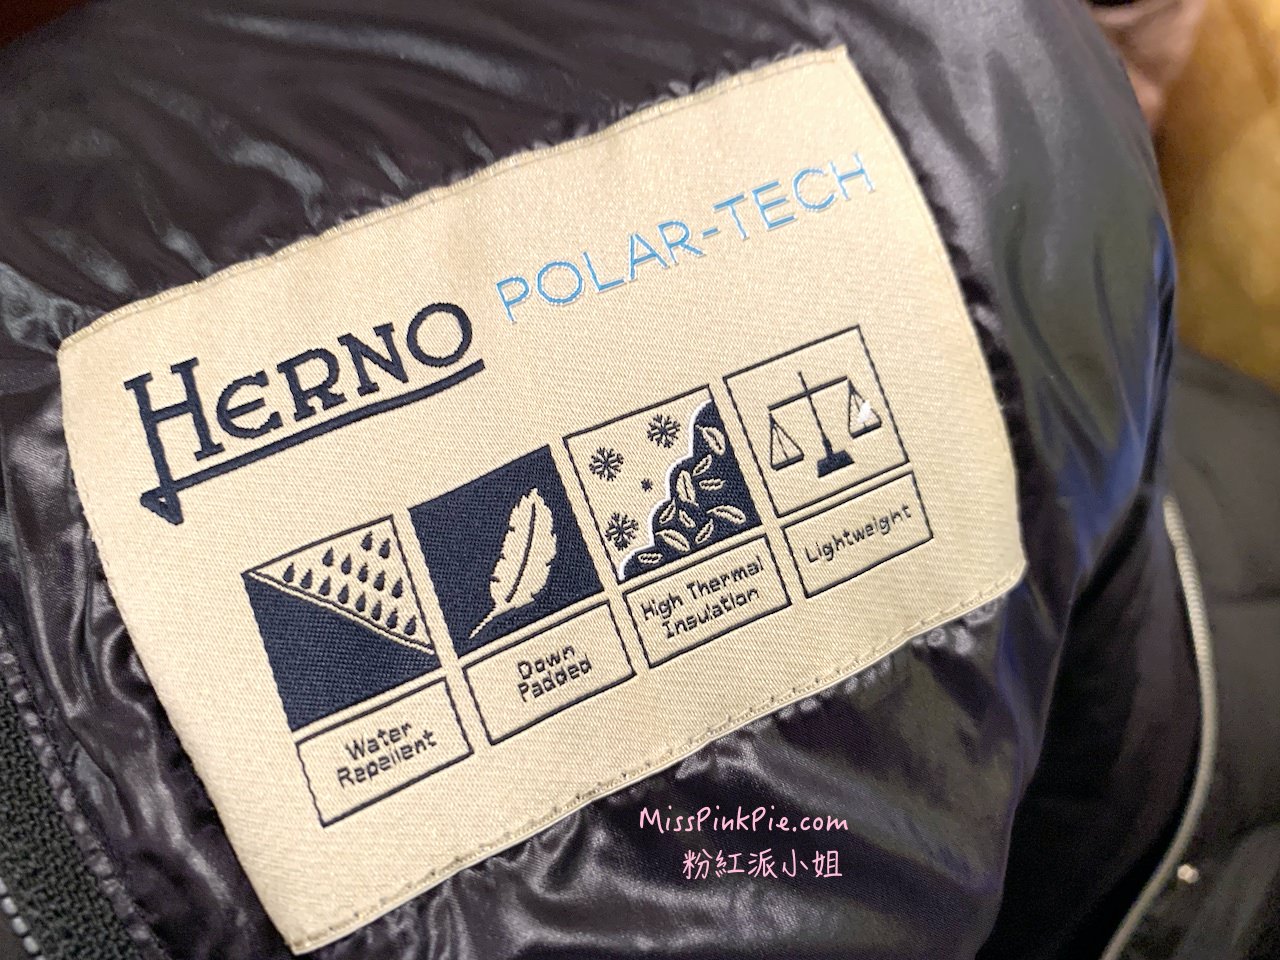 HERNO POLAR-TECH
Water
Repellent
Down
Padded
High Thermal
Insulation
Lightweight
MissPinkPie.com
粉紅派小姐